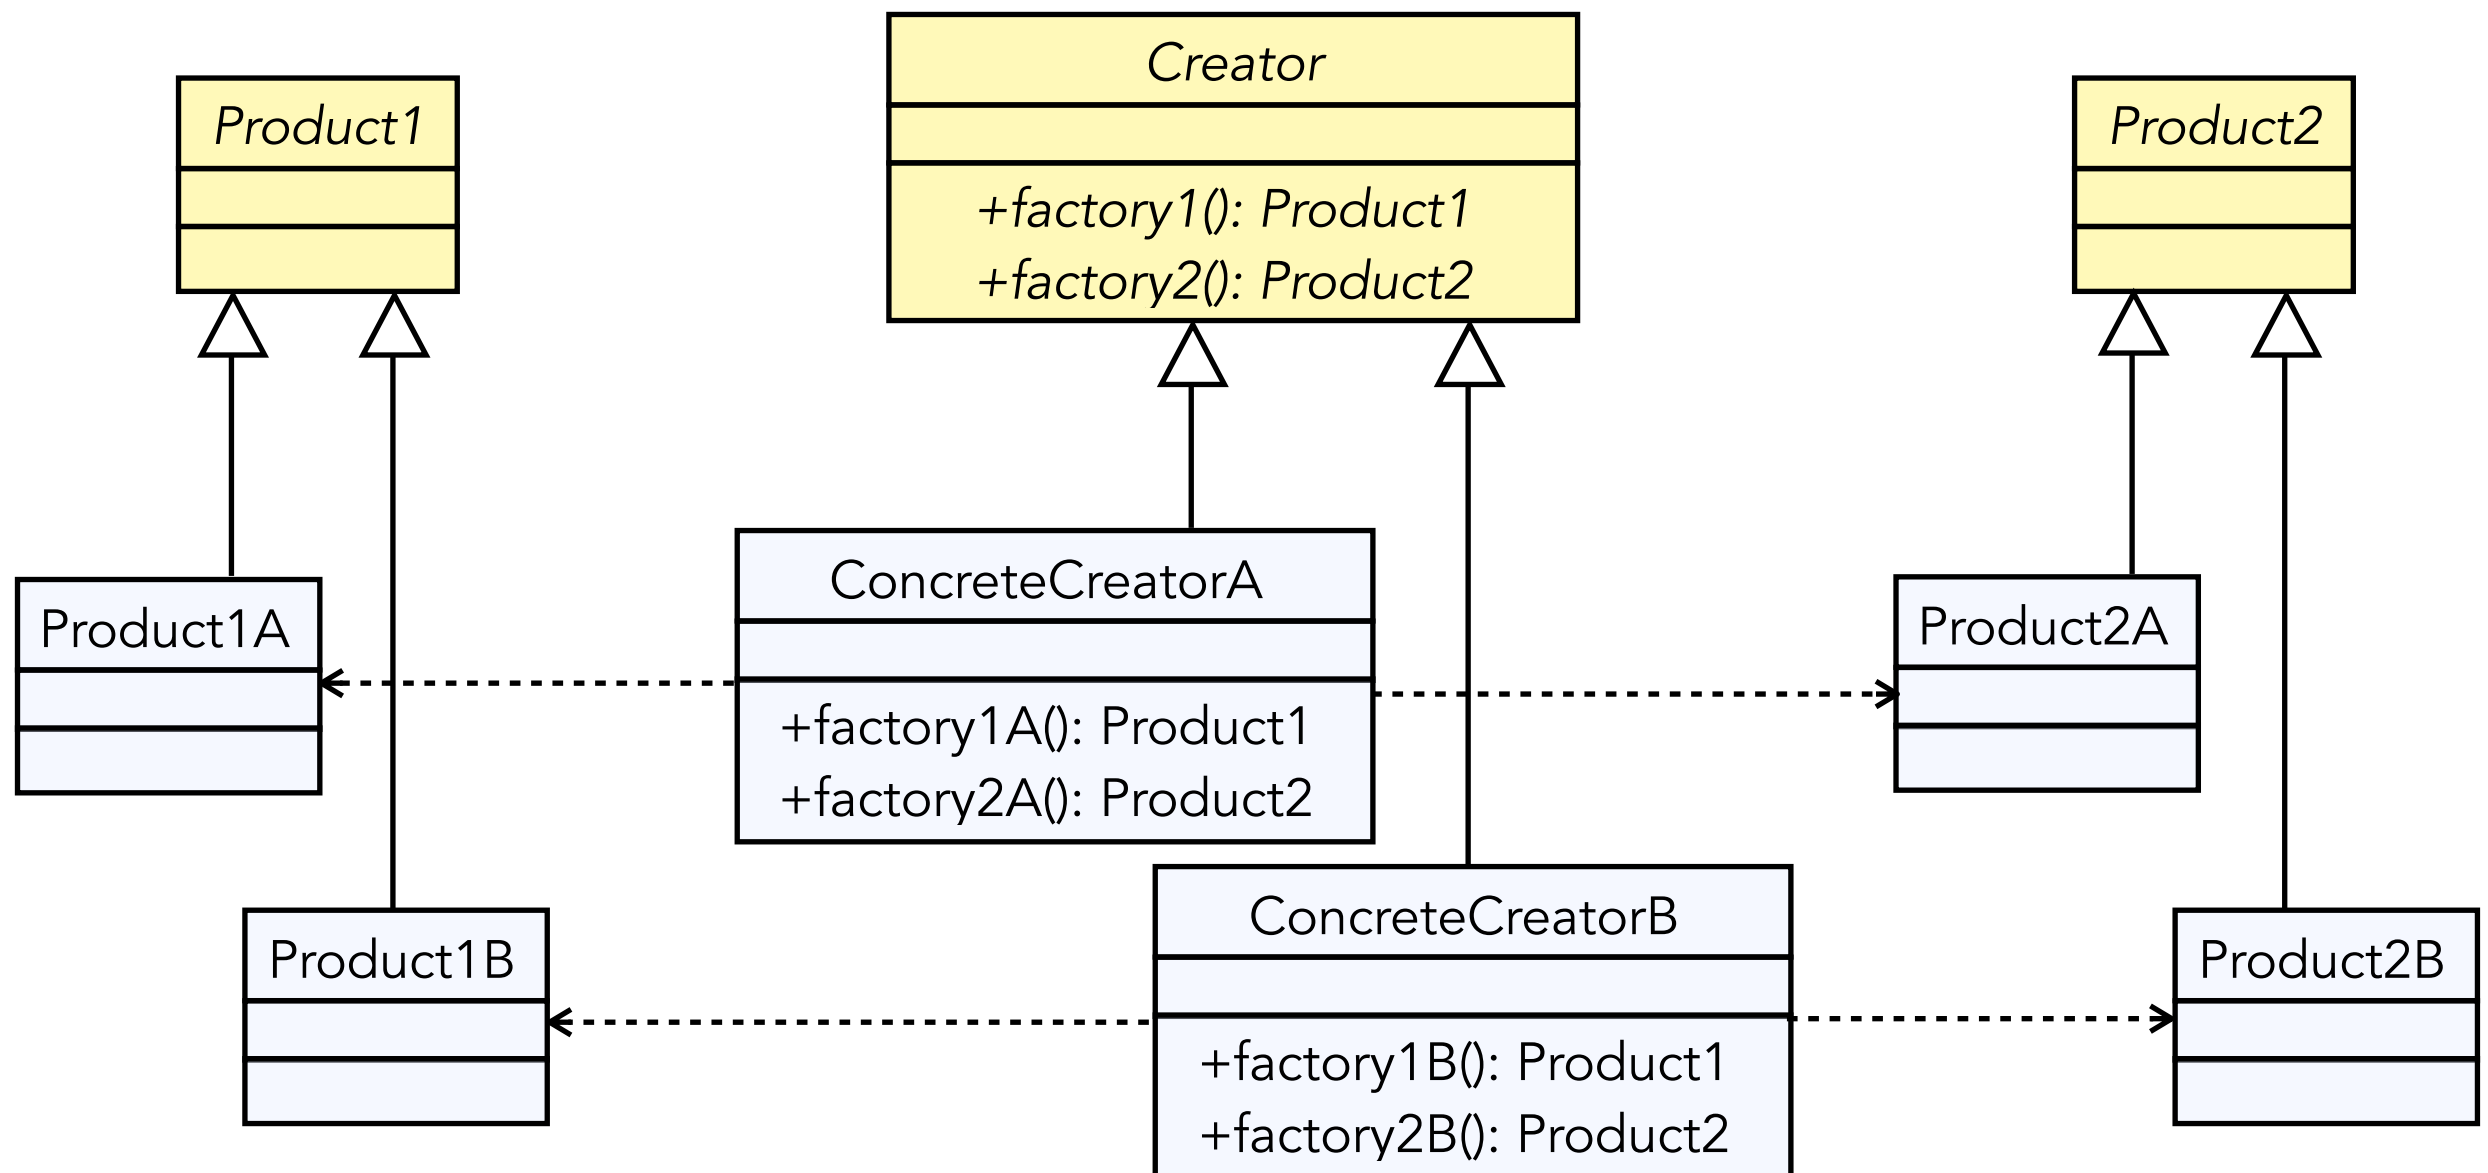 Creator
Product1
Product2
+factory1(): Product1
+factory2(): Product2
ConcreteCreatorA
Product1A
Product2A
+factory1A(): Product1
+factory2A(): Product2
ConcreteCreatorB
Product1B
Product2B
+factory1B(): Product1
+factory2B(): Product2